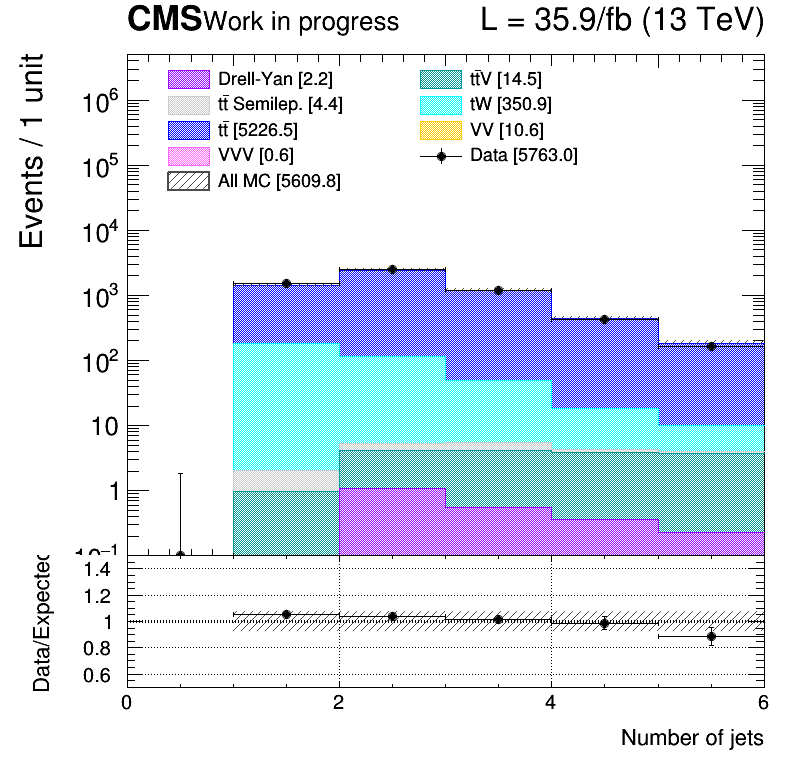 CMS Work in progress L = 35.9/fb (13 TeV)
Events / 1 unit
Drell-Yan [2.2]
tt̄V [14.5]
tt̄ Semilep. [4.4]
tW [350.9]
tt̄ [5226.5]
VV [10.6]
VVV [0.6]
Data [5763.0]
All MC [5609.8]
10⁶
10⁵
10⁴
10³
10²
10
1
Data/Expected
1.4
1.2
1
0.8
0.6
0 2 4 6
Number of jets